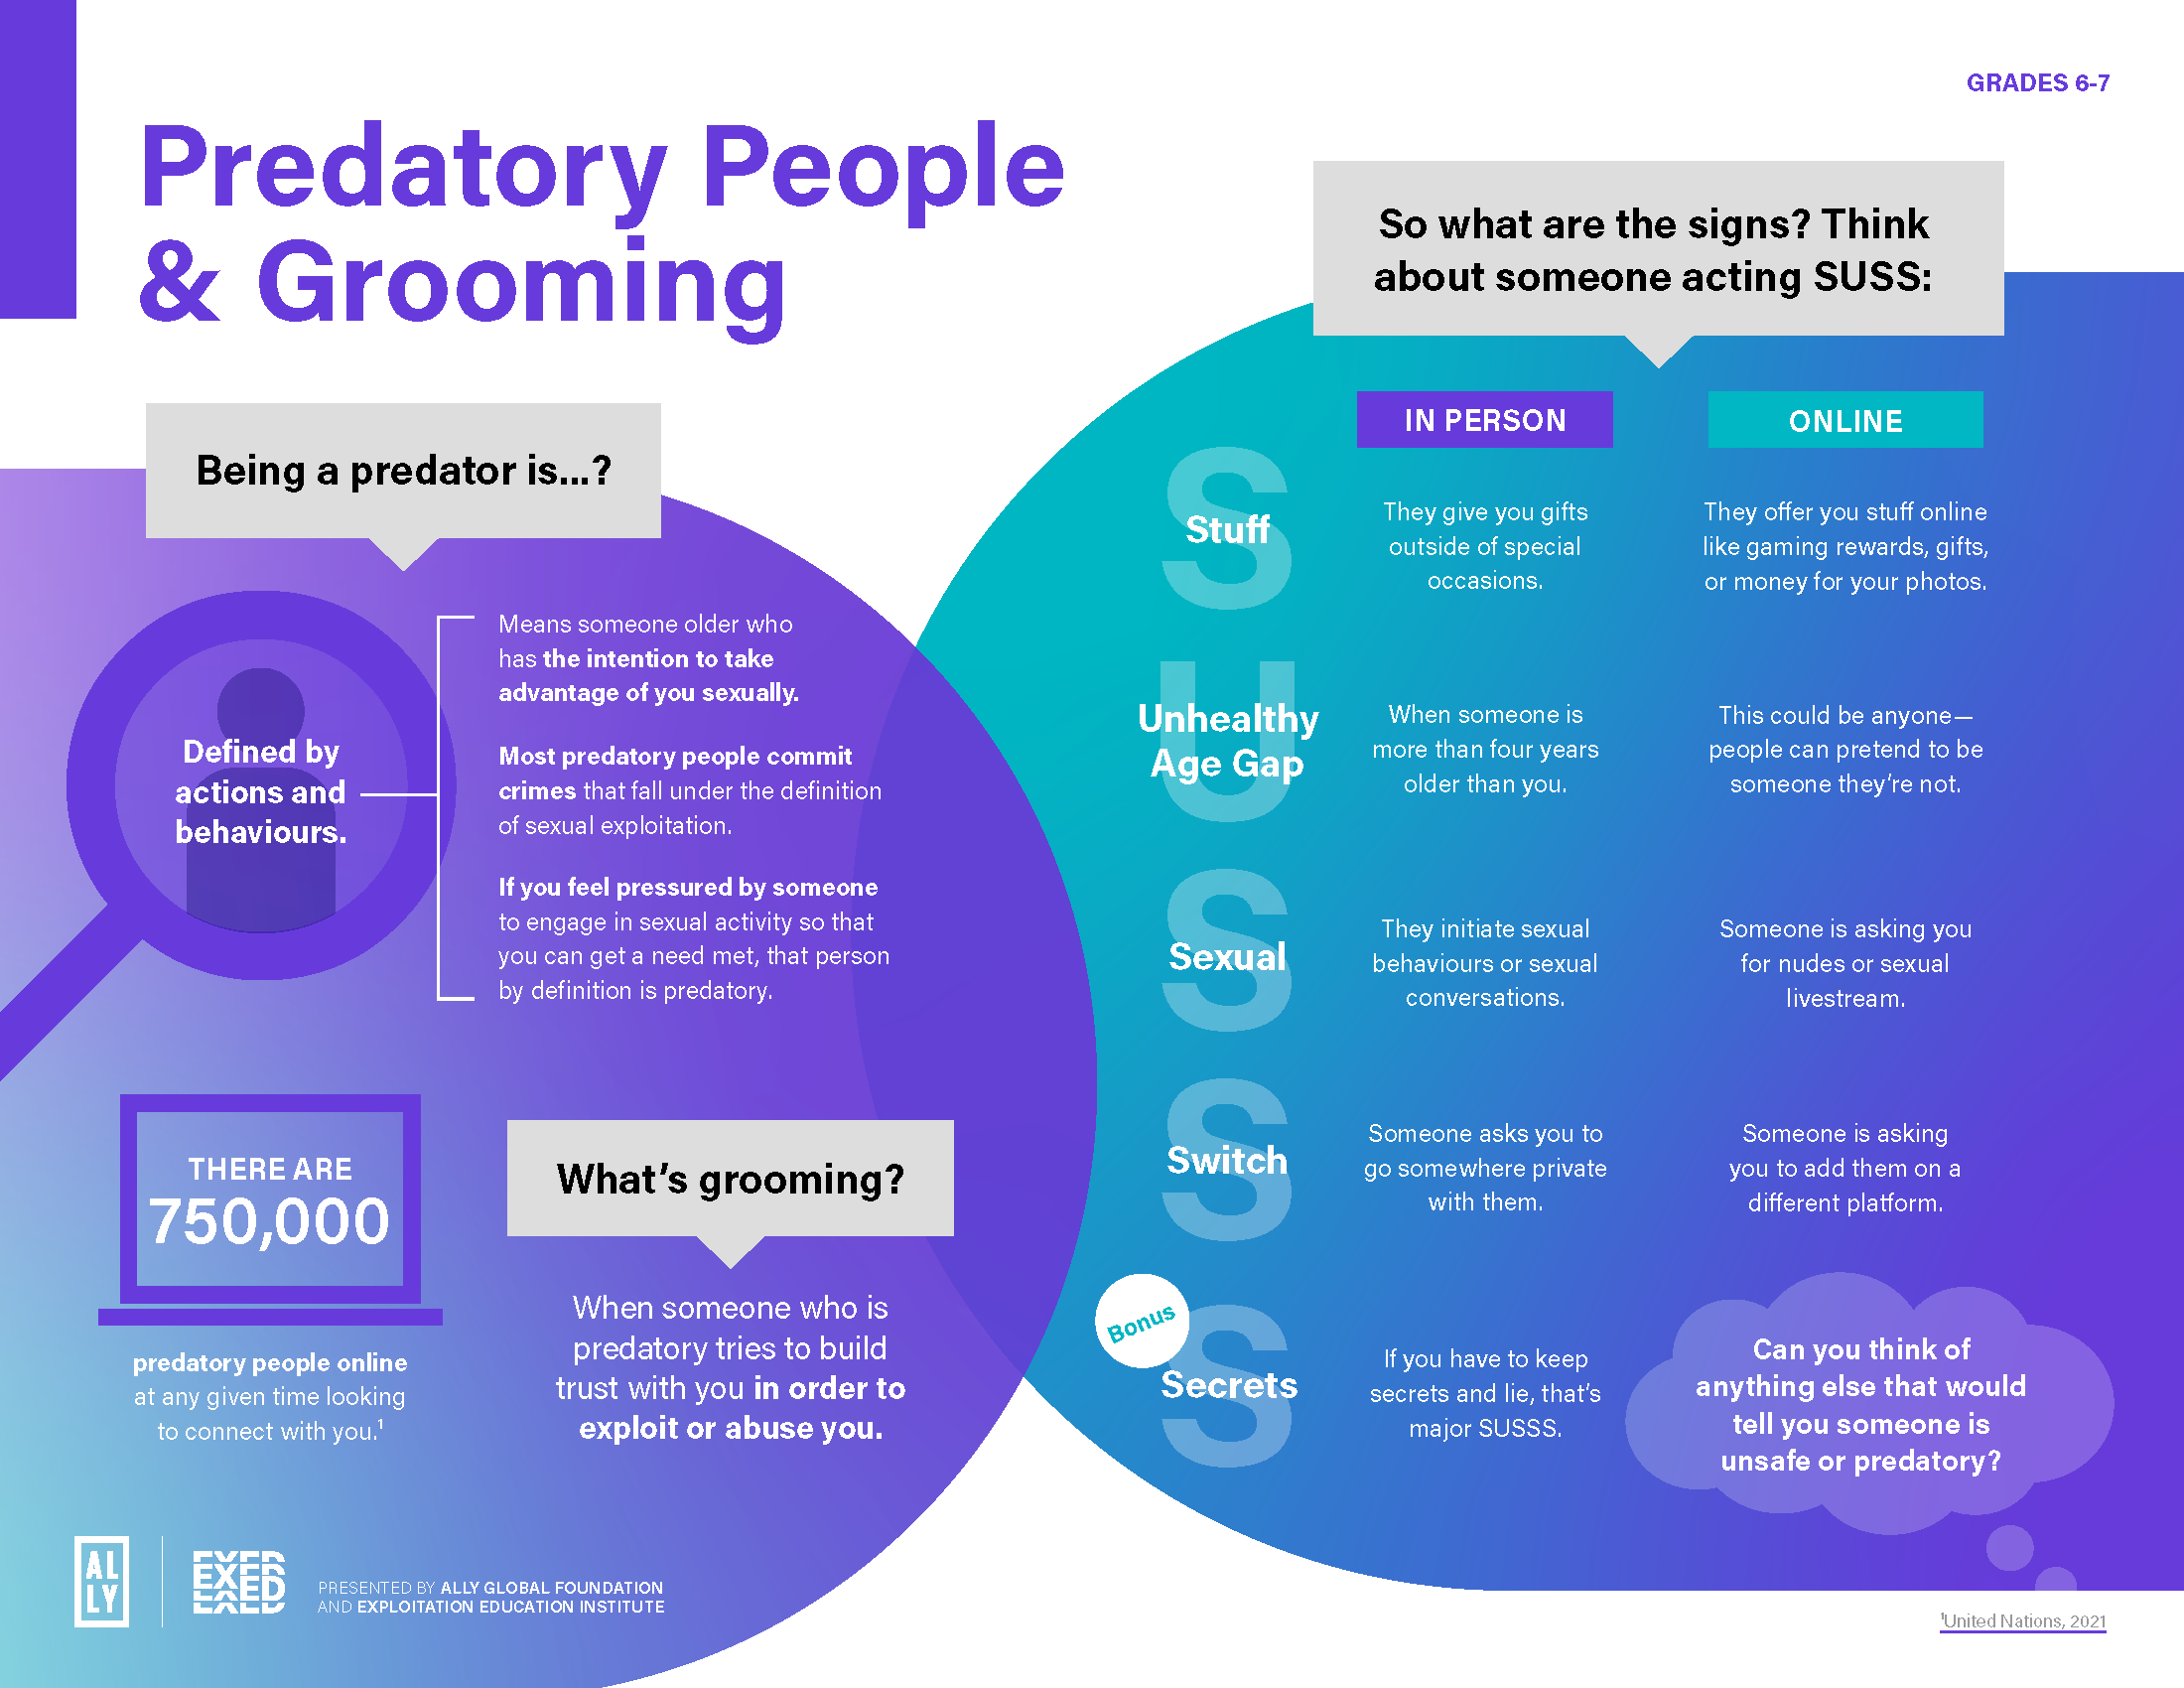 GRADES 6-7
Predatory People
& Grooming
Being a predator is...?
Defined by
actions and
behaviours.
Means someone older who
has the intention to take
advantage of you sexually.
Most predatory people commit
crimes that fall under the definition
of sexual exploitation.
If you feel pressured by someone
to engage in sexual activity so that
you can get a need met, that person
by definition is predatory.
THERE ARE
750,000
predatory people online
at any given time looking
to connect with you.¹
What's grooming?
When someone who is
predatory tries to build
trust with you in order to
exploit or abuse you.
So what are the signs? Think
about someone acting SUSS:
IN PERSON
ONLINE
S
Stuff
They give you gifts
outside of special
occasions.
They offer you stuff online
like gaming rewards, gifts,
or money for your photos.
U
Unhealthy
Age Gap
When someone is
more than four years
older than you.
This could be anyone—
people can pretend to be
someone they're not.
S
Sexual
They initiate sexual
behaviours or sexual
conversations.
Someone is asking you
for nudes or sexual
livestream.
S
Switch
Someone asks you to
go somewhere private
with them.
Someone is asking
you to add them on a
different platform.
Bonus
S
Secrets
If you have to keep
secrets and lie, that's
major SUSSS.
Can you think of
anything else that would
tell you someone is
unsafe or predatory?
AL
LY
EXED
PRESENTED BY ALLY GLOBAL FOUNDATION
AND EXPLOITATION EDUCATION INSTITUTE
¹United Nations, 2021